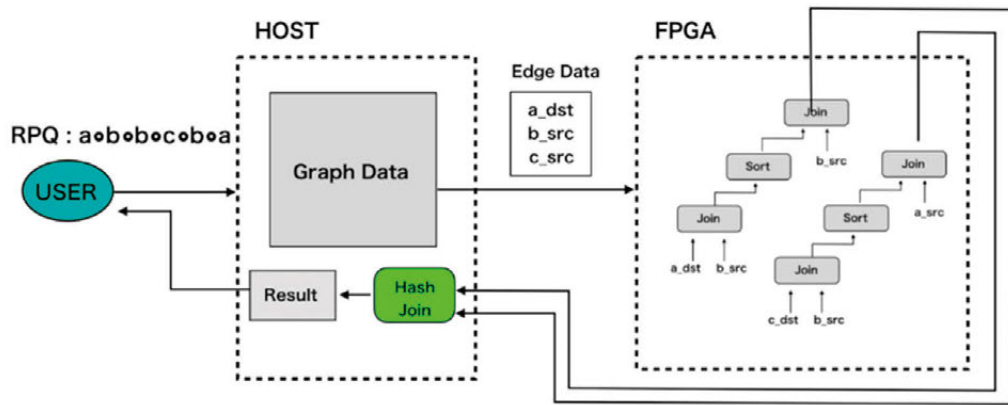 HOST
FPGA
Edge Data
a_dst
b_src
c_src
RPQ : a∘b∘b∘c∘b∘a
USER
Graph Data
Result
Hash
Join
Join
b_src
Sort
Join
Join
a_src
Sort
a_dst
b_src
Join
c_dst
b_src